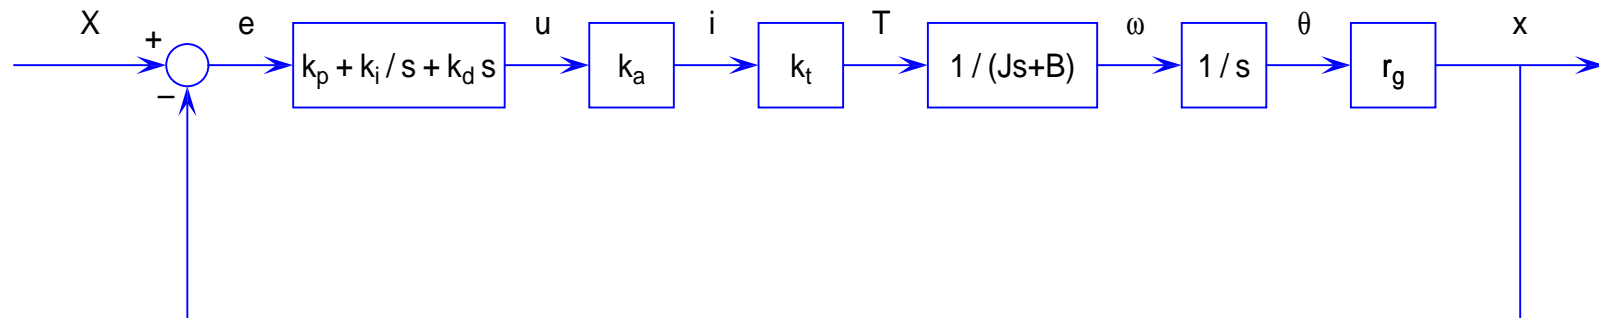 X + − e k_p + k_i / s + k_d s u k_a i k_t T 1 / (Js+B) ω 1 / s θ r_g x